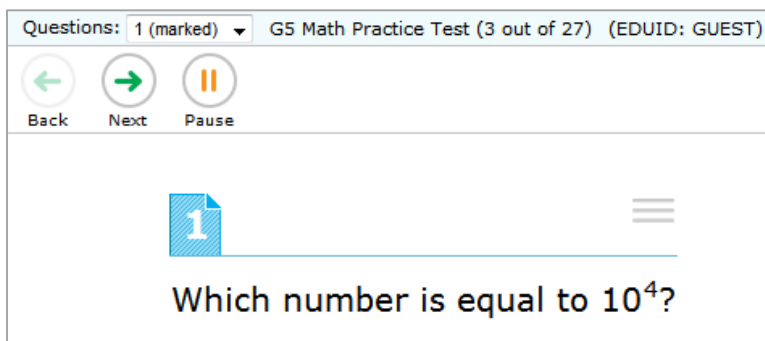 Questions: 1 (marked) G5 Math Practice Test (3 out of 27) (EDUID: GUEST)
Back Next Pause
1
Which number is equal to 10⁴?